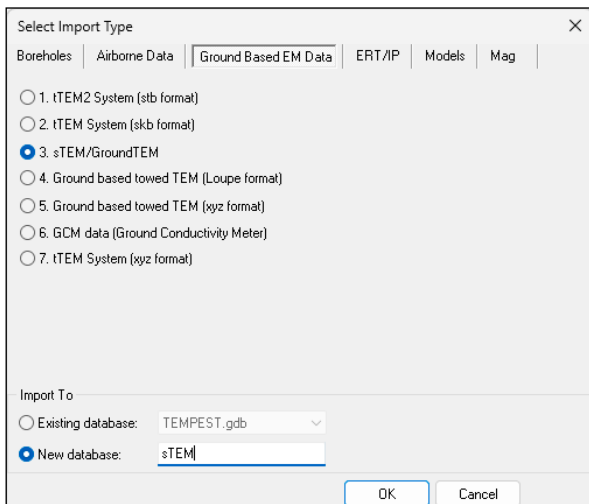 Select Import Type
Boreholes Airborne Data Ground Based EM Data ERT/IP Models Mag
1. tTEM2 System (stb format)
2. tTEM System (skb format)
3. sTEM/GroundTEM
4. Ground based towed TEM (Loupe format)
5. Ground based towed TEM (xyz format)
6. GCM data (Ground Conductivity Meter)
7. tTEM System (xyz format)
Import To
Existing database: TEMPEST.gdb
New database: sTEM
OK Cancel